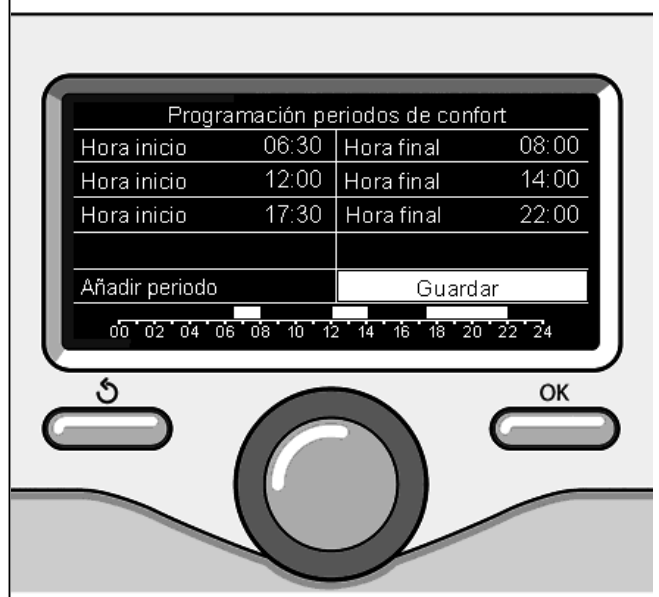 Programación periodos de confort
Hora inicio 06:30 Hora final 08:00
Hora inicio 12:00 Hora final 14:00
Hora inicio 17:30 Hora final 22:00
Añadir periodo Guardar
00 02 04 06 08 10 12 14 16 18 20 22 24
OK